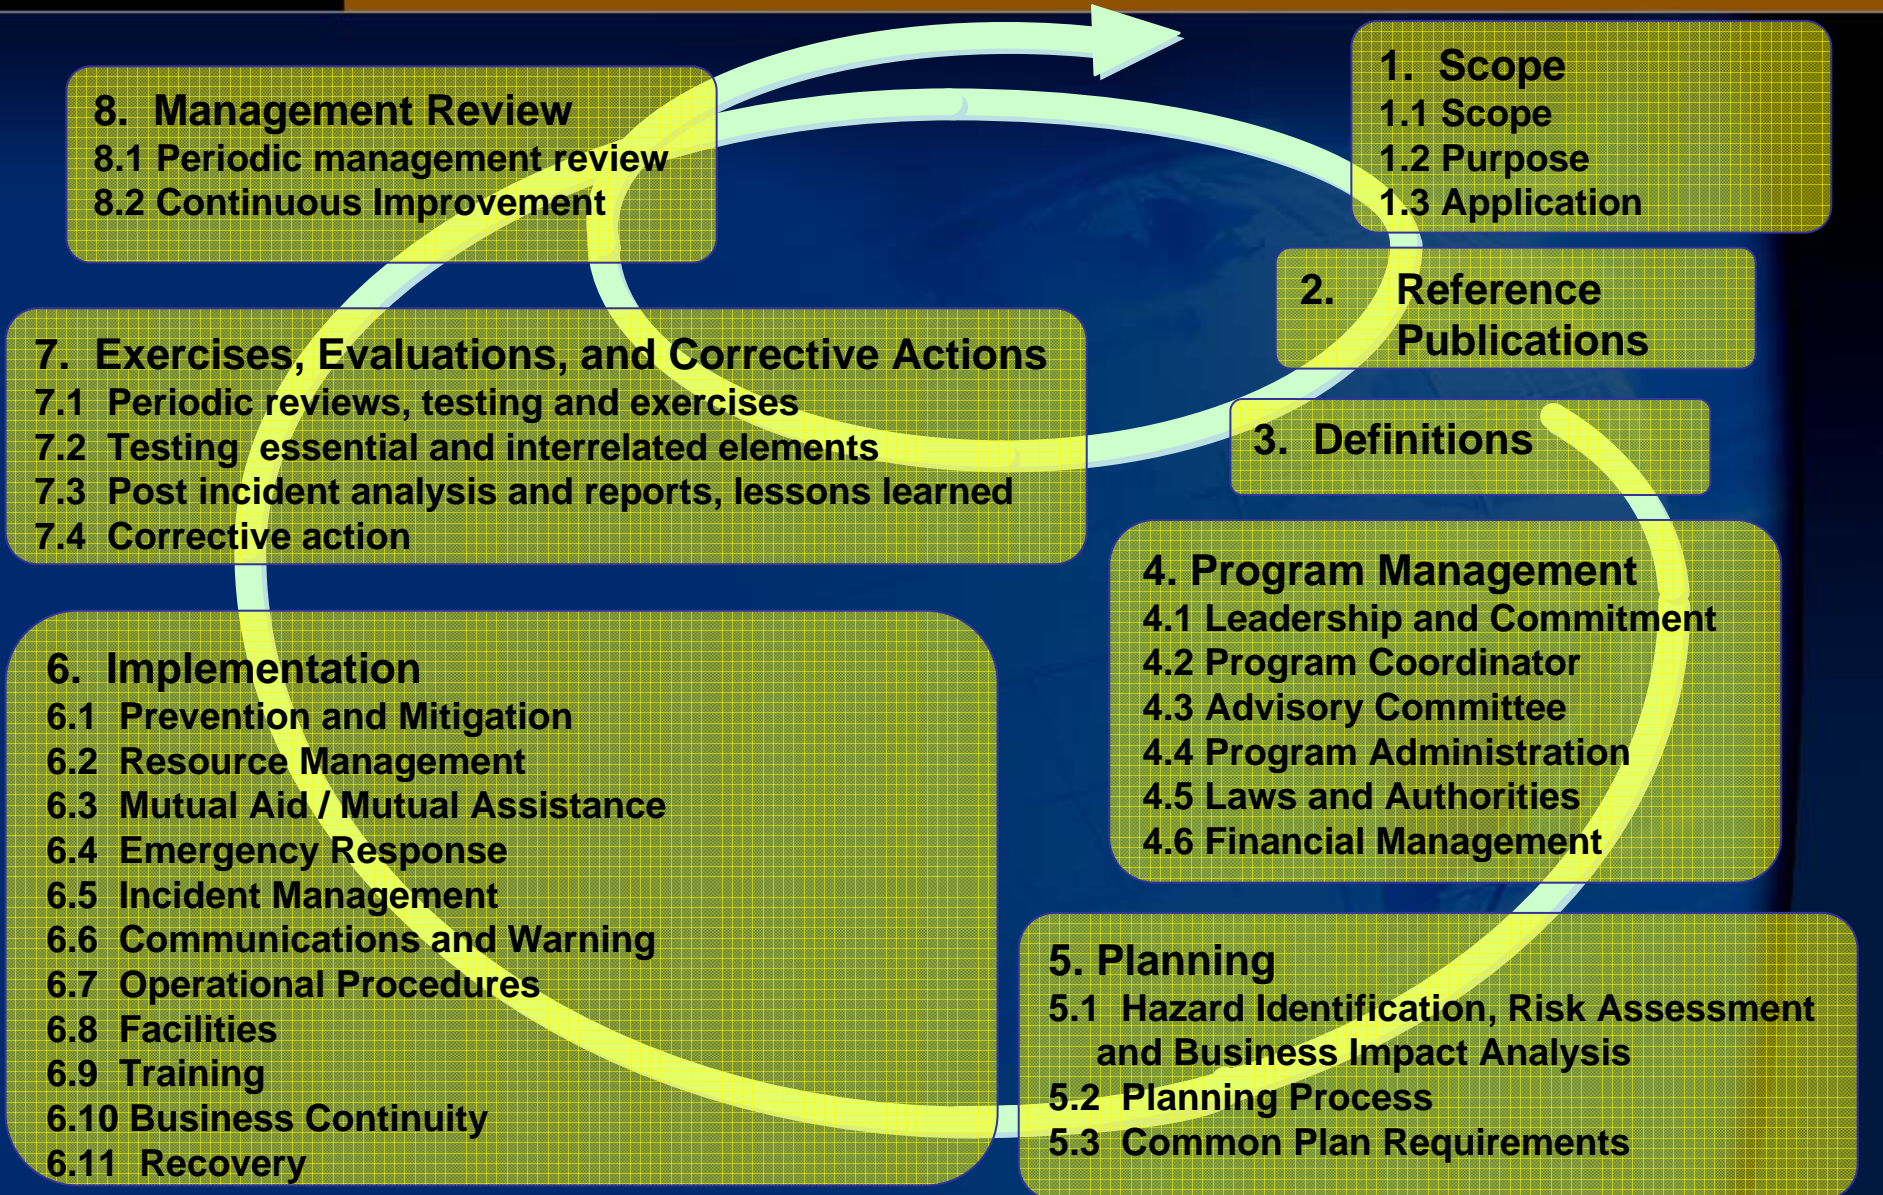 1. Scope
1.1 Scope
1.2 Purpose
1.3 Application
2. Reference
Publications
3. Definitions
4. Program Management
4.1 Leadership and Commitment
4.2 Program Coordinator
4.3 Advisory Committee
4.4 Program Administration
4.5 Laws and Authorities
4.6 Financial Management
5. Planning
5.1 Hazard Identification, Risk Assessment
and Business Impact Analysis
5.2 Planning Process
5.3 Common Plan Requirements
6. Implementation
6.1 Prevention and Mitigation
6.2 Resource Management
6.3 Mutual Aid / Mutual Assistance
6.4 Emergency Response
6.5 Incident Management
6.6 Communications and Warning
6.7 Operational Procedures
6.8 Facilities
6.9 Training
6.10 Business Continuity
6.11 Recovery
7. Exercises, Evaluations, and Corrective Actions
7.1 Periodic reviews, testing and exercises
7.2 Testing essential and interrelated elements
7.3 Post incident analysis and reports, lessons learned
7.4 Corrective action
8. Management Review
8.1 Periodic management review
8.2 Continuous Improvement